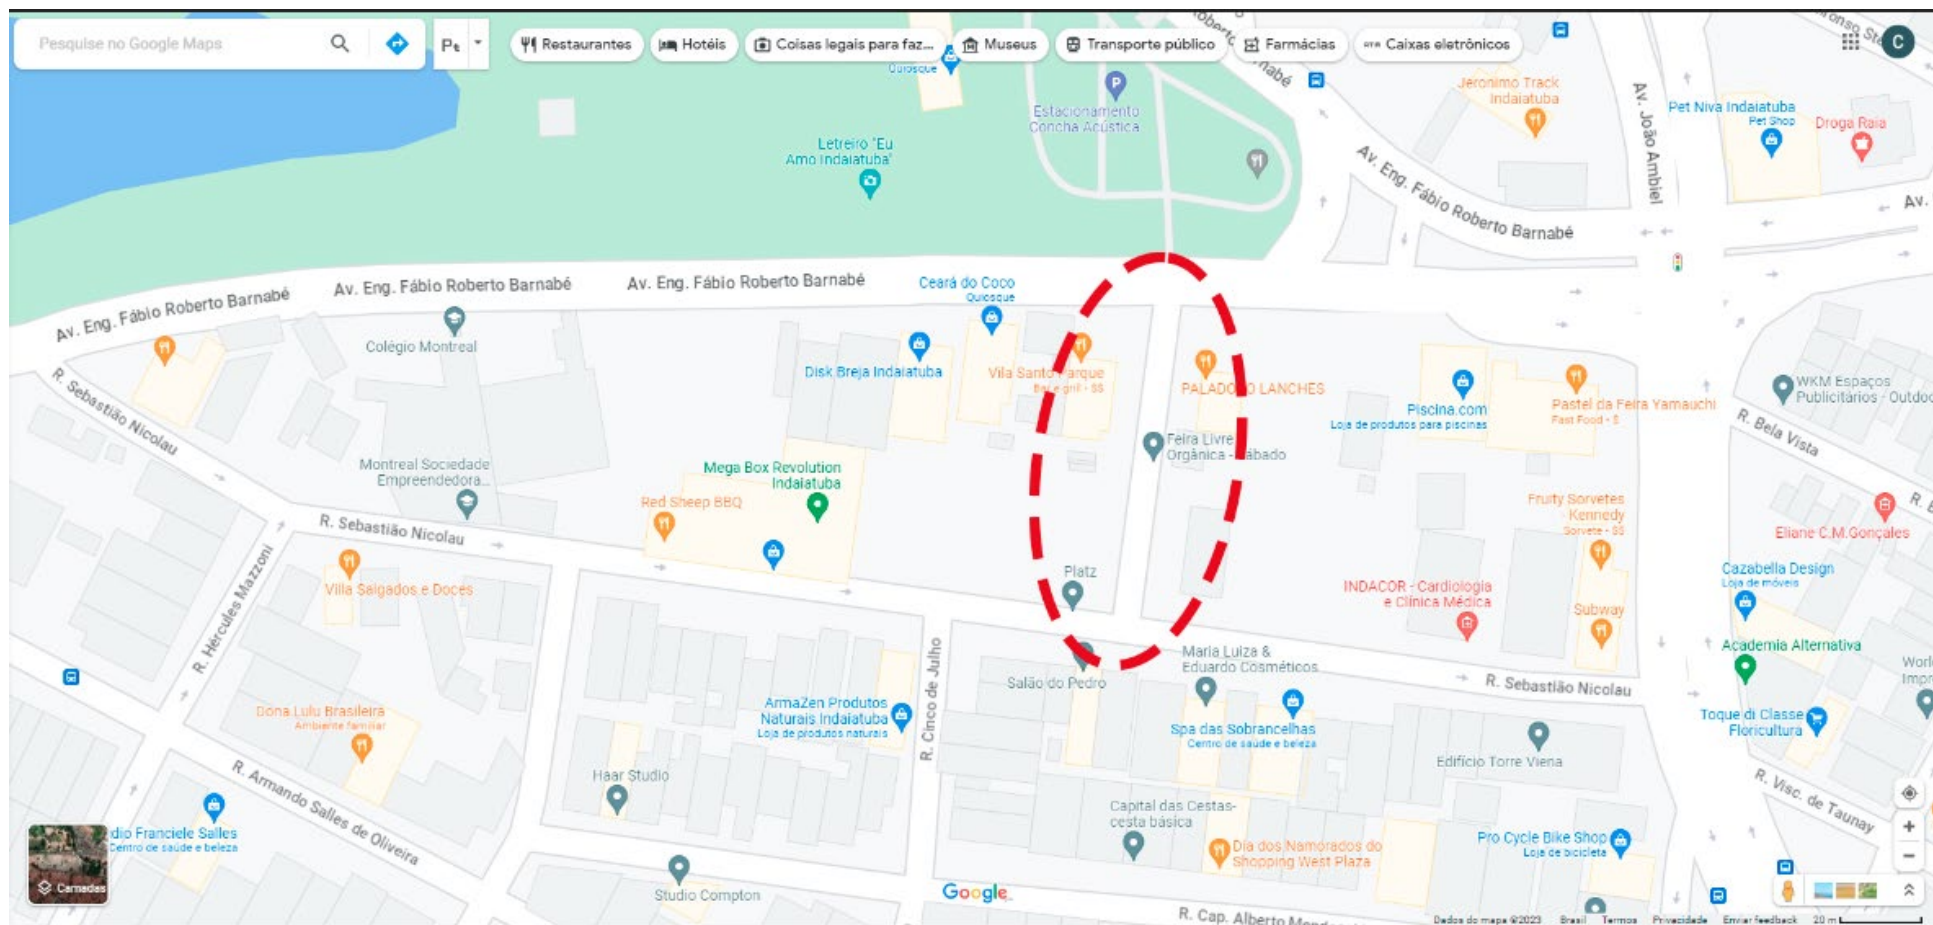 Pesquise no Google Maps
Restaurantes
Hotéis
Coisas legais para faz...
Museus
Transporte público
Farmácias
Caixas eletrônicos
C
Quiosque
P
Estacionamento
Concha Acústica
Letreiro "Eu
Amo Indaiatuba"
Jeronimo Track
Indaiatuba
Av. João Ambiel
Pet Niva Indaiatuba
Pet Shop
Droga Raia
Av. Eng. Fábio Roberto Barnabé
Av.
Av. Eng. Fábio Roberto Barnabé
Av. Eng. Fábio Roberto Barnabé
Av. Eng. Fábio Roberto Barnabé
Ceará do Coco
Quiosque
Colégio Montreal
Disk Breja Indaiatuba
Vila Santo Parque
Bar e grill - $$
LANCHES
Piscina.com
Loja de produtos para piscinas
Pastel da Feira Yamauchi
Fast Food - $
WKM Espaços
Publicitários - Outdoo
R. Bela Vista
R. Sebastião Nicolau
Feira Livre
Orgânica - Sábado
Montreal Sociedade
Empreendedora...
Mega Box Revolution
Indaiatuba
Red Sheep BBQ
Fruity Sorvetes
- Kennedy
Sorvete - $$
Eliane C.M.Gonçales
R. Sebastião Nicolau
Villa Salgados e Doces
Platz
INDACOR - Cardiologia
e Clínica Médica
Cazabella Design
Loja de móveis
Subway
R. Hércules Mazzoni
R. Cinco de Julho
Maria Luiza &
Eduardo Cosméticos
Salão do Pedro
R. Sebastião Nicolau
Academia Alternativa
Dona Lulu Brasileira
Ambiente familiar
ArmaZen Produtos
Naturais Indaiatuba
Loja de produtos naturais
Spa das Sobrancelhas
Centro de saúde e beleza
Toque di Classe
Floricultura
Edifício Torre Viena
R. Armando Salles de Oliveira
Haar Studio
R. Visc. de Taunay
Capital das Cestas-
cesta básica
dio Franciele Salles
Centro de saúde e beleza
Dia dos Namorados do
Shopping West Plaza
Pro Cycle Bike Shop
Loja de bicicleta
Camadas
Studio Compton
Google
R. Cap. Alberto
Dados do mapa ©2023 Brasil Termos Privacidade Enviar feedback 20 m